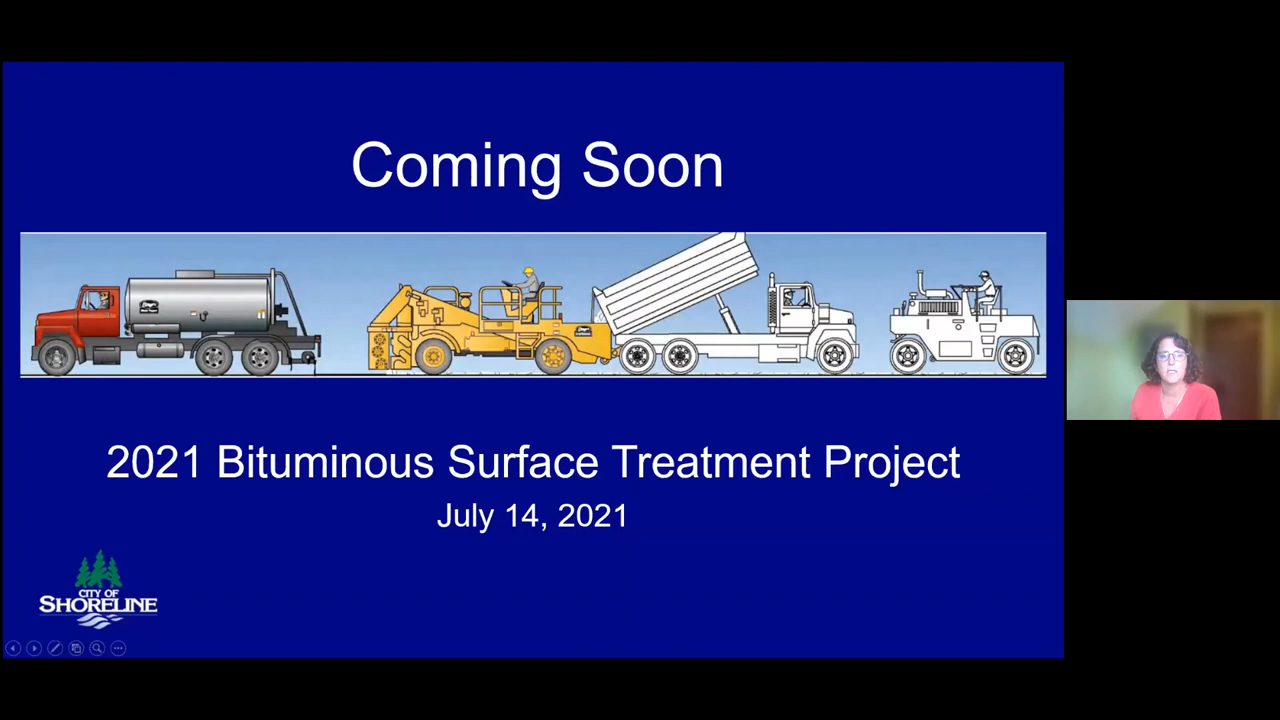 Coming Soon
2021 Bituminous Surface Treatment Project
July 14, 2021
CITY OF
SHORELINE